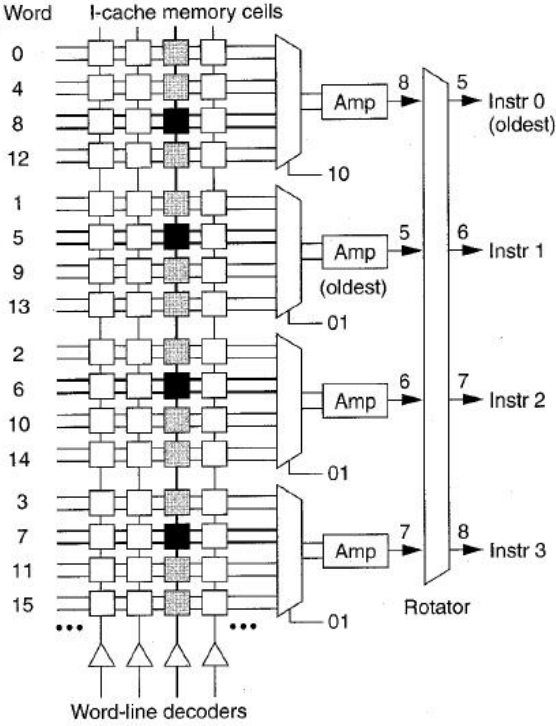 Word I-cache memory cells
0
4
8
12
Amp 8 5 Instr 0
(oldest)
10
1
5
9
13
Amp 5 6 Instr 1
(oldest)
01
2
6
10
14
Amp 6 7 Instr 2
01
3
7
11
15
Amp 7 8 Instr 3
Rotator
01
••• •••
Word-line decoders